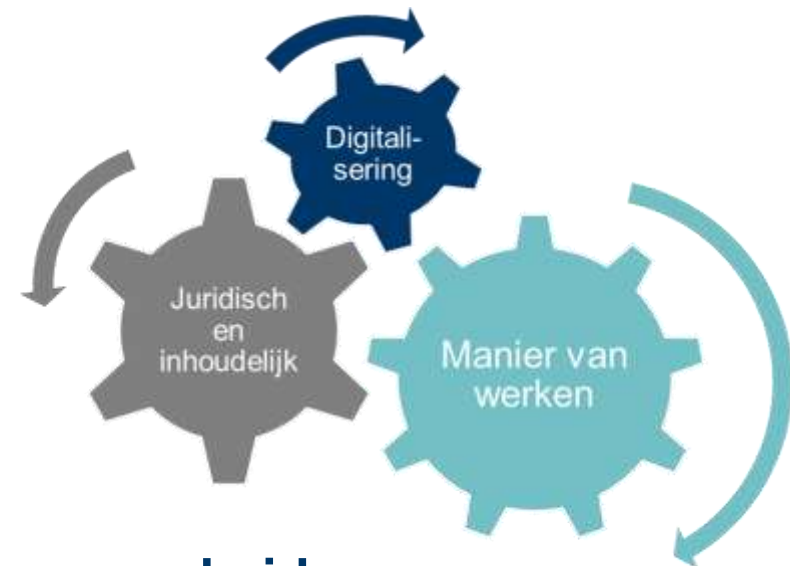 Digitali-
sering
Juridisch
en
inhoudelijk
Manier van
werken